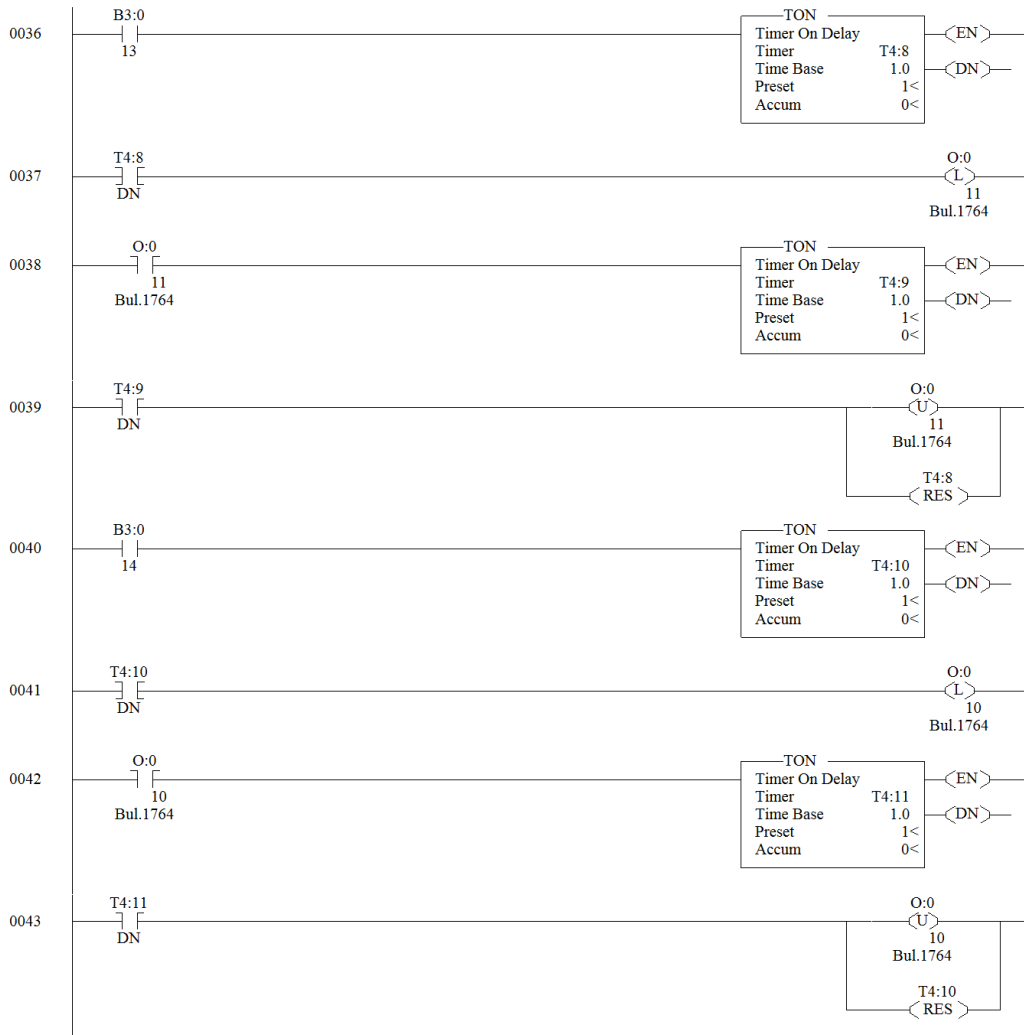 B3:0
TON
0036
EN
13
Timer On Delay
Timer T4:8
Time Base 1.0
DN
Preset 1<
Accum 0<
T4:8
O:0
0037
L
DN
11
Bul.1764
O:0
TON
0038
EN
11
Bul.1764
Timer On Delay
Timer T4:9
Time Base 1.0
DN
Preset 1<
Accum 0<
T4:9
O:0
0039
U
DN
11
Bul.1764
T4:8
RES
B3:0
TON
0040
EN
14
Timer On Delay
Timer T4:10
Time Base 1.0
DN
Preset 1<
Accum 0<
T4:10
O:0
0041
L
DN
10
Bul.1764
O:0
TON
0042
EN
10
Bul.1764
Timer On Delay
Timer T4:11
Time Base 1.0
DN
Preset 1<
Accum 0<
T4:11
O:0
0043
U
DN
10
Bul.1764
T4:10
RES